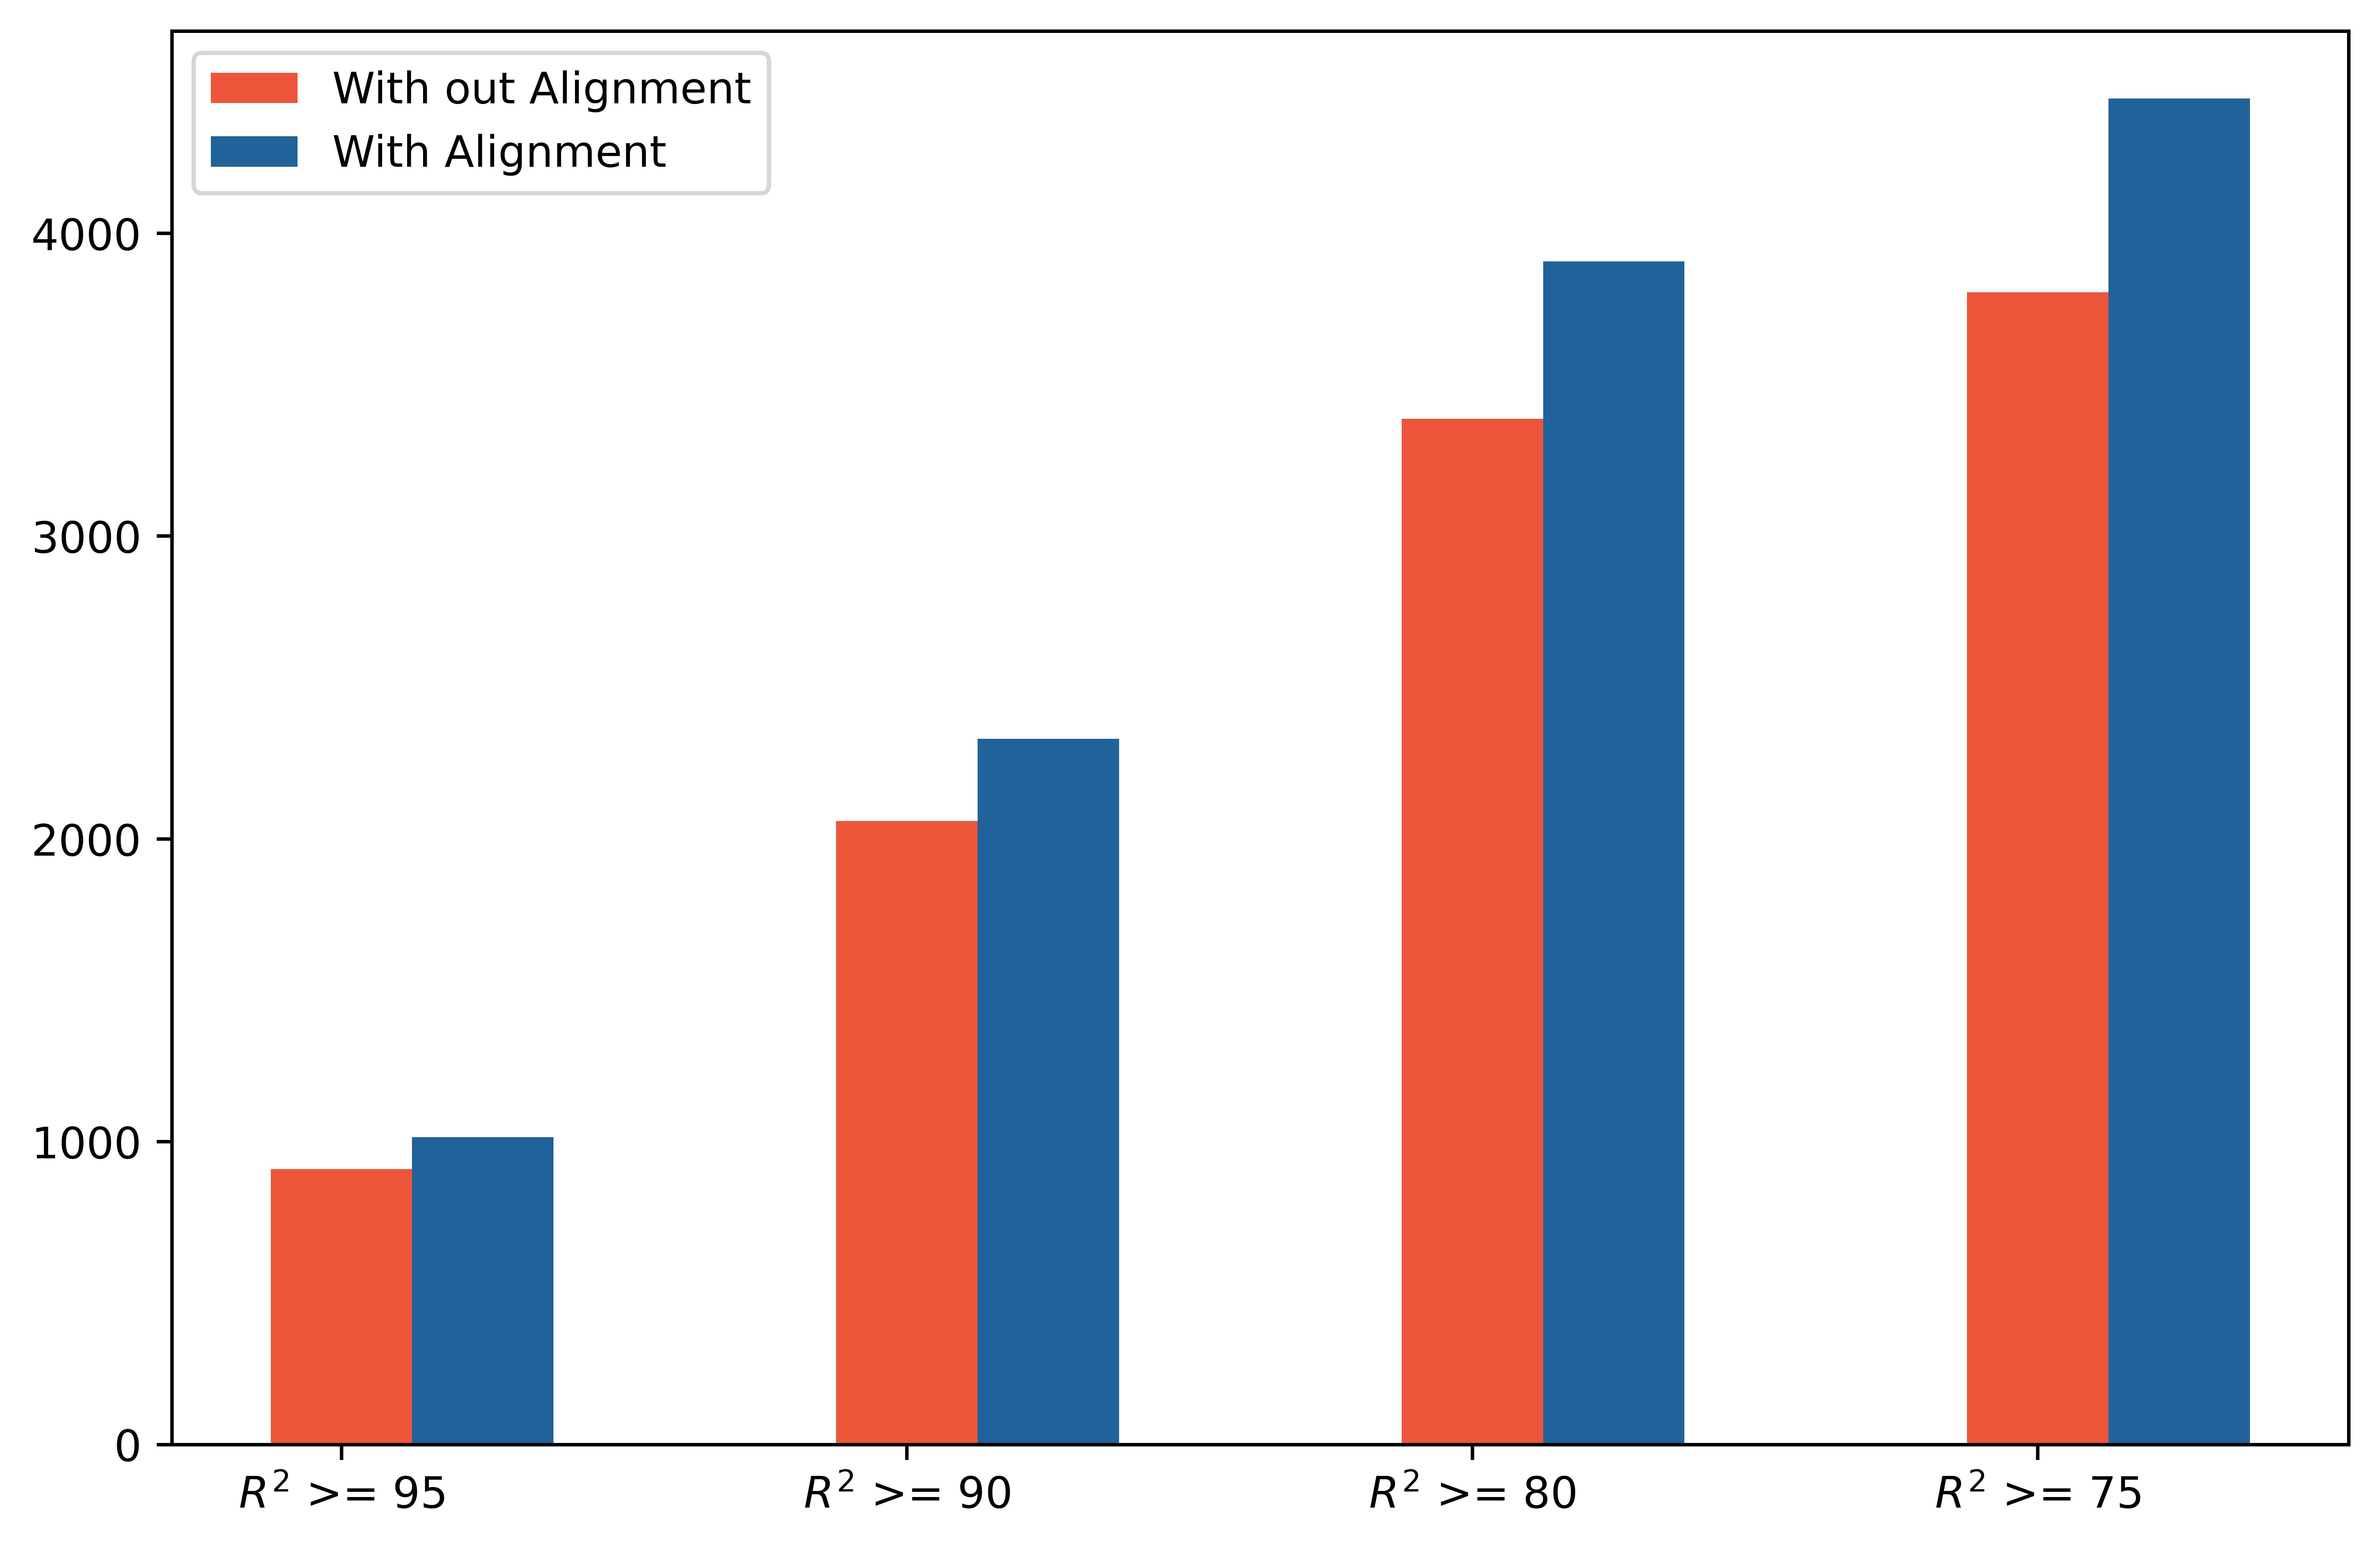 With out Alignment
With Alignment
4000
3000
2000
1000
0
R² >= 95
R² >= 90
R² >= 80
R² >= 75